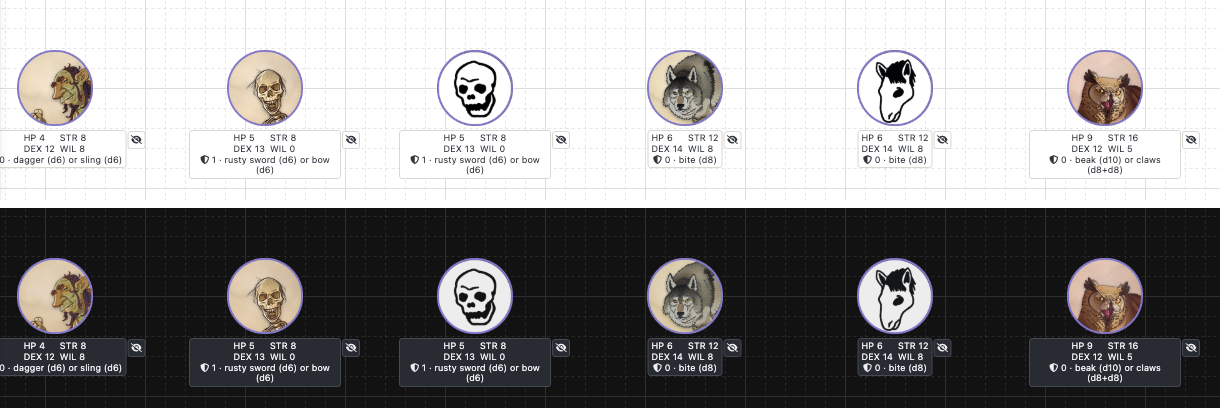 HP 4 STR 8
DEX 12 WIL 8
0 · dagger (d6) or sling (d6)
HP 5 STR 8
DEX 13 WIL 0
1 · rusty sword (d6) or bow
(d6)
HP 5 STR 8
DEX 13 WIL 0
1 · rusty sword (d6) or bow
(d6)
HP 6 STR 12
DEX 14 WIL 8
0 · bite (d8)
HP 6 STR 12
DEX 14 WIL 8
0 · bite (d8)
HP 9 STR 16
DEX 12 WIL 5
0 · beak (d10) or claws
(d8+d8)
HP 4 STR 8
DEX 12 WIL 8
0 · dagger (d6) or sling (d6)
HP 5 STR 8
DEX 13 WIL 0
1 · rusty sword (d6) or bow
(d6)
HP 5 STR 8
DEX 13 WIL 0
1 · rusty sword (d6) or bow
(d6)
HP 6 STR 12
DEX 14 WIL 8
0 · bite (d8)
HP 6 STR 12
DEX 14 WIL 8
0 · bite (d8)
HP 9 STR 16
DEX 12 WIL 5
0 · beak (d10) or claws
(d8+d8)